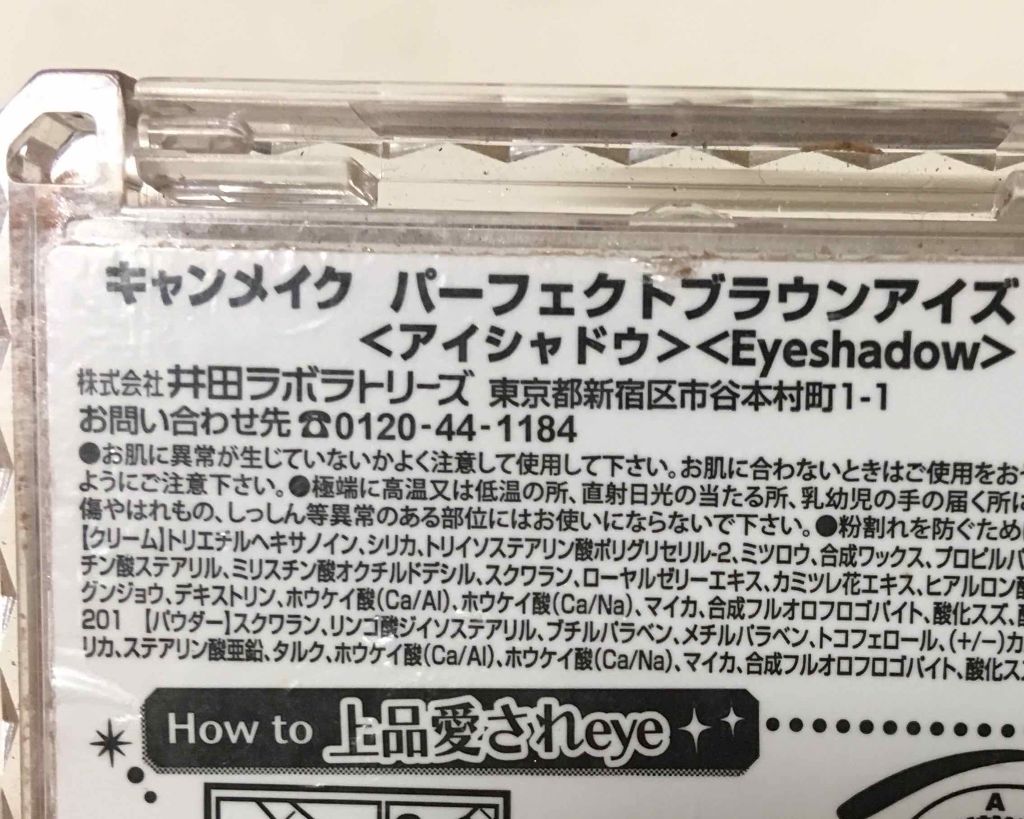 キャンメイク パーフェクトブラウンアイズ
<アイシャドウ><Eyeshadow>
株式会社 井田ラボラトリーズ 東京都新宿区市谷本村町1-1
お問い合わせ先☎0120-44-1184
●お肌に異常が生じていないかよく注意して使用して下さい。お肌に合わないときはご使用をおや
ようにご注意下さい。●極端に高温又は低温の所、直射日光の当たる所、乳幼児の手の届く所に
傷やはれもの、しっしん等異常のある部位にはお使いにならないで下さい。●粉割れを防ぐため
【クリーム】トリエチルヘキサノイン、シリカ、トリイソステアリン酸ポリグリセリル-2、ミツロウ、合成ワックス、プロピルパ
チン酸ステアリル、ミリスチン酸オクチルドデシル、スクワラン、ローヤルゼリーエキス、カミツレ花エキス、ヒアルロン酸
グンジョウ、デキストリン、ホウケイ酸(Ca/Al)、ホウケイ酸(Ca/Na)、マイカ、合成フルオロフロゴパイト、酸化スズ、
201 【パウダー】スクワラン、リンゴ酸ジイソステアリル、ブチルパラベン、メチルパラベン、トコフェロール、(+/−)カ
リカ、ステアリン酸亜鉛、タルク、ホウケイ酸(Ca/Al)、ホウケイ酸(Ca/Na)、マイカ、合成フルオロフロゴパイト、酸化ス
How to 上品愛されeye
A